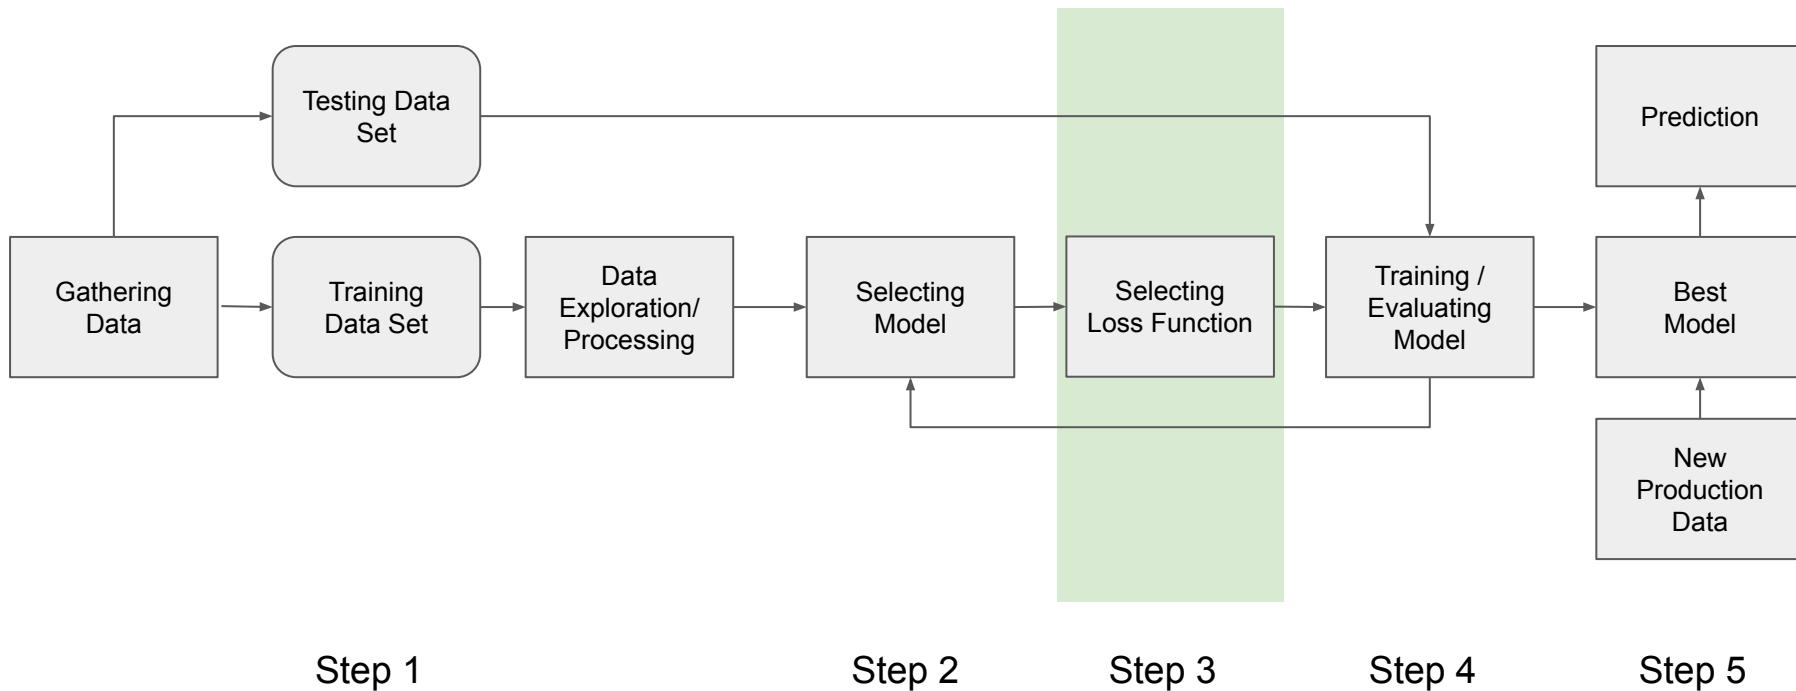 Testing Data
Set
Prediction
Gathering
Data
Training
Data Set
Data
Exploration/
Processing
Selecting
Model
Selecting
Loss Function
Training /
Evaluating
Model
Best
Model
New
Production
Data
Step 1
Step 2
Step 3
Step 4
Step 5